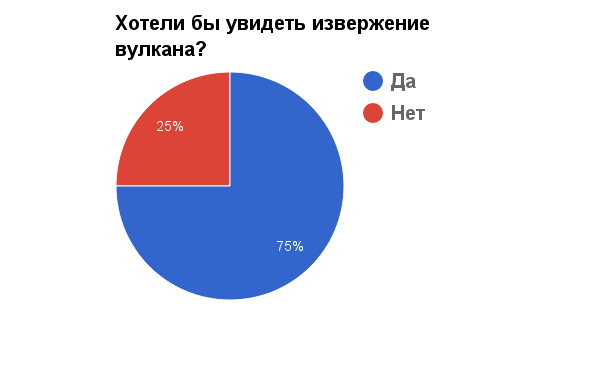 Хотели бы увидеть извержение
вулкана?
Да
Нет
25%
75%